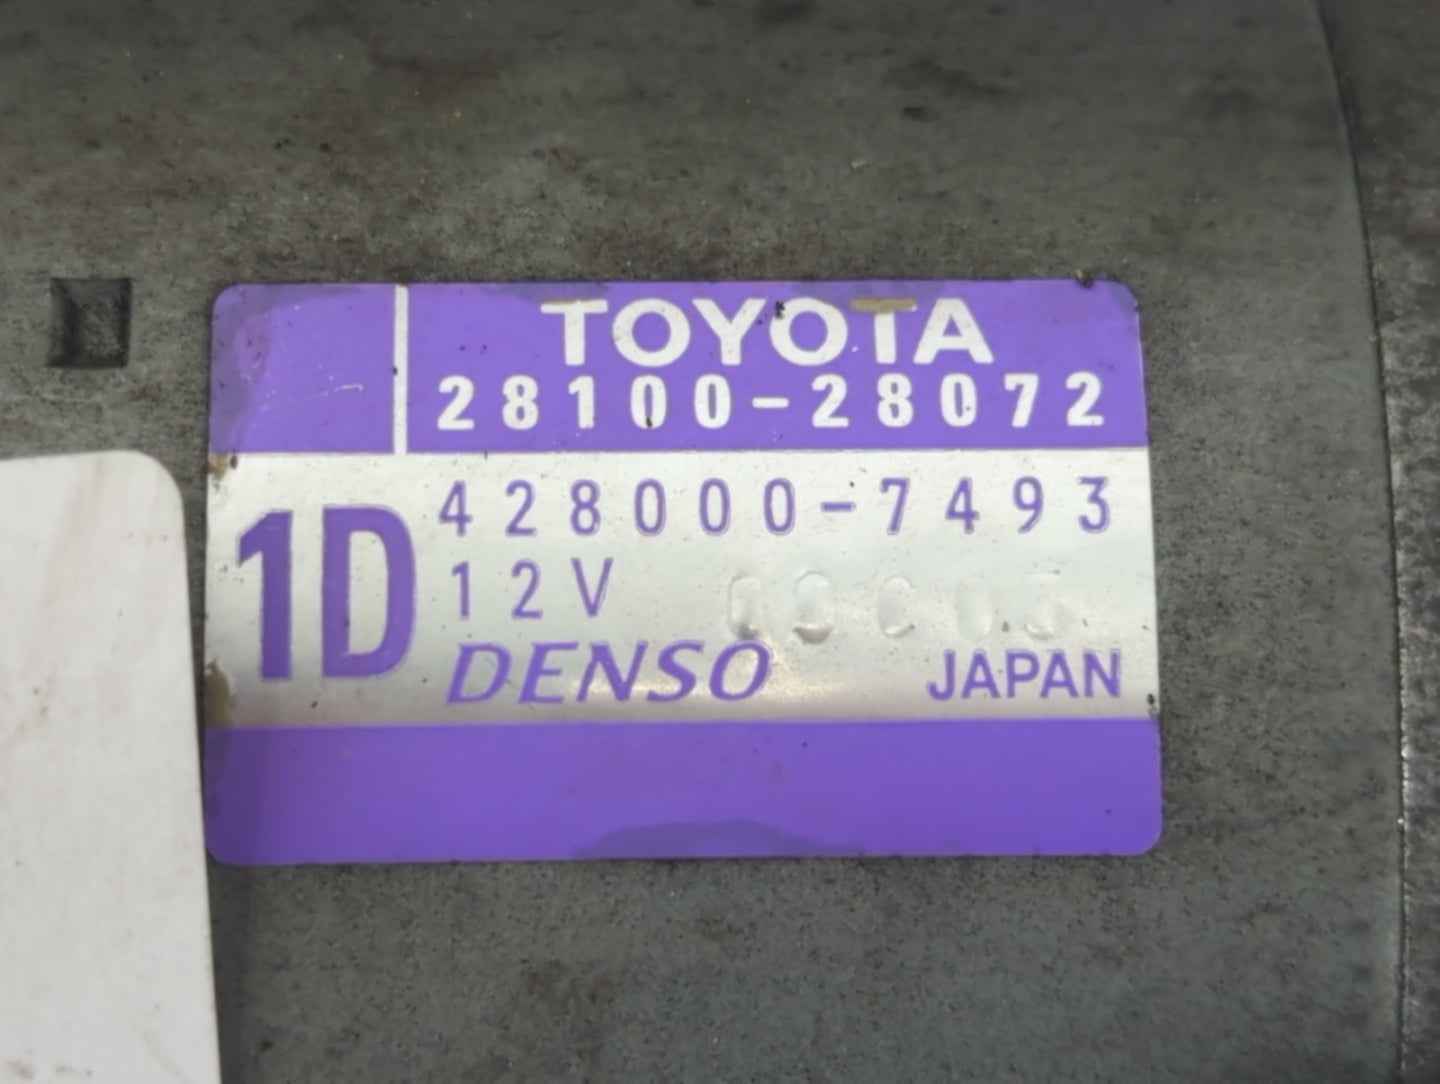 TOYOTA
28100-28072
1D
428000-7493
12V
DENSO
JAPAN